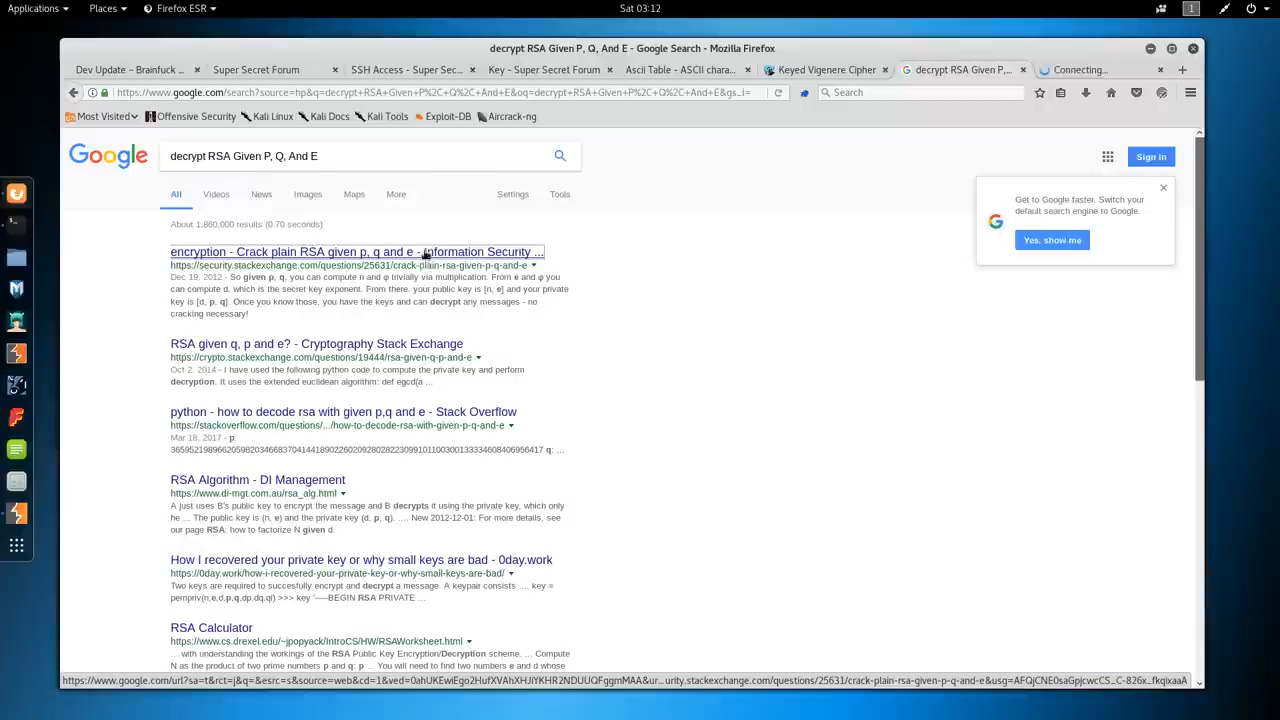 Applications Places Firefox ESR Sat 03:12 1
decrypt RSA Given P, Q, And E - Google Search - Mozilla Firefox
Dev Update – Brainfuck ... Super Secret Forum SSH Access - Super Sec... Key - Super Secret Forum Ascii Table - ASCII chara... Keyed Vigenere Cipher decrypt RSA Given P,... Connecting...
https://www.google.com/search?source=hp&q=decrypt+RSA+Given+P%2C+Q%2C+And+E&oq=decrypt+RSA+Given+P%2C+Q%2C+And+E&gs_l= Search
Most Visited Offensive Security Kali Linux Kali Docs Kali Tools Exploit-DB Aircrack-ng
Google decrypt RSA Given P, Q, And E Sign in
All Videos News Images Maps More Settings Tools
Get to Google faster. Switch your
default search engine to Google.
Yes, show me
About 1,860,000 results (0.70 seconds)
encryption - Crack plain RSA given p, q and e - Information Security ...
https://security.stackexchange.com/questions/25631/crack-plain-rsa-given-p-q-and-e
Dec 19, 2012 - So given p, q, you can compute n and φ trivially via multiplication. From e and φ you
can compute d, which is the secret key exponent. From there, your public key is [n, e] and your private
key is [d, p, q]. Once you know those, you have the keys and can decrypt any messages - no
cracking necessary!
RSA given q, p and e? - Cryptography Stack Exchange
https://crypto.stackexchange.com/questions/19444/rsa-given-q-p-and-e
Oct 2, 2014 - I have used the following python code to compute the private key and perform
decryption. It uses the extended euclidean algorithm: def egcd(a ...
python - how to decode rsa with given p,q and e - Stack Overflow
https://stackoverflow.com/questions/.../how-to-decode-rsa-with-given-p-q-and-e
Mar 18, 2017 - p:
q: ...
RSA Algorithm - DI Management
https://www.di-mgt.com.au/rsa_alg.html
A just uses B's public key to encrypt the message and B decrypts it using the private key, which only
he ... The public key is (n, e) and the private key (d, p, q). .... New 2012-12-01: For more details, see
our page RSA: how to factorize N given d.
How I recovered your private key or why small keys are bad - 0day.work
https://0day.work/how-i-recovered-your-private-key-or-why-small-keys-are-bad/
Two keys are required to succesfully encrypt and decrypt a message. A keypair consists .... key =
pempriv(n,e,d,p,q,dp,dq,qi) >>> key '-----BEGIN RSA PRIVATE ...
RSA Calculator
https://www.cs.drexel.edu/~jpopyack/IntroCS/HW/RSAWorksheet.html
... with understanding the workings of the RSA Public Key Encryption/Decryption scheme. ... Compute
N as the product of two prime numbers p and q: p ... You will need to find two numbers e and d whose